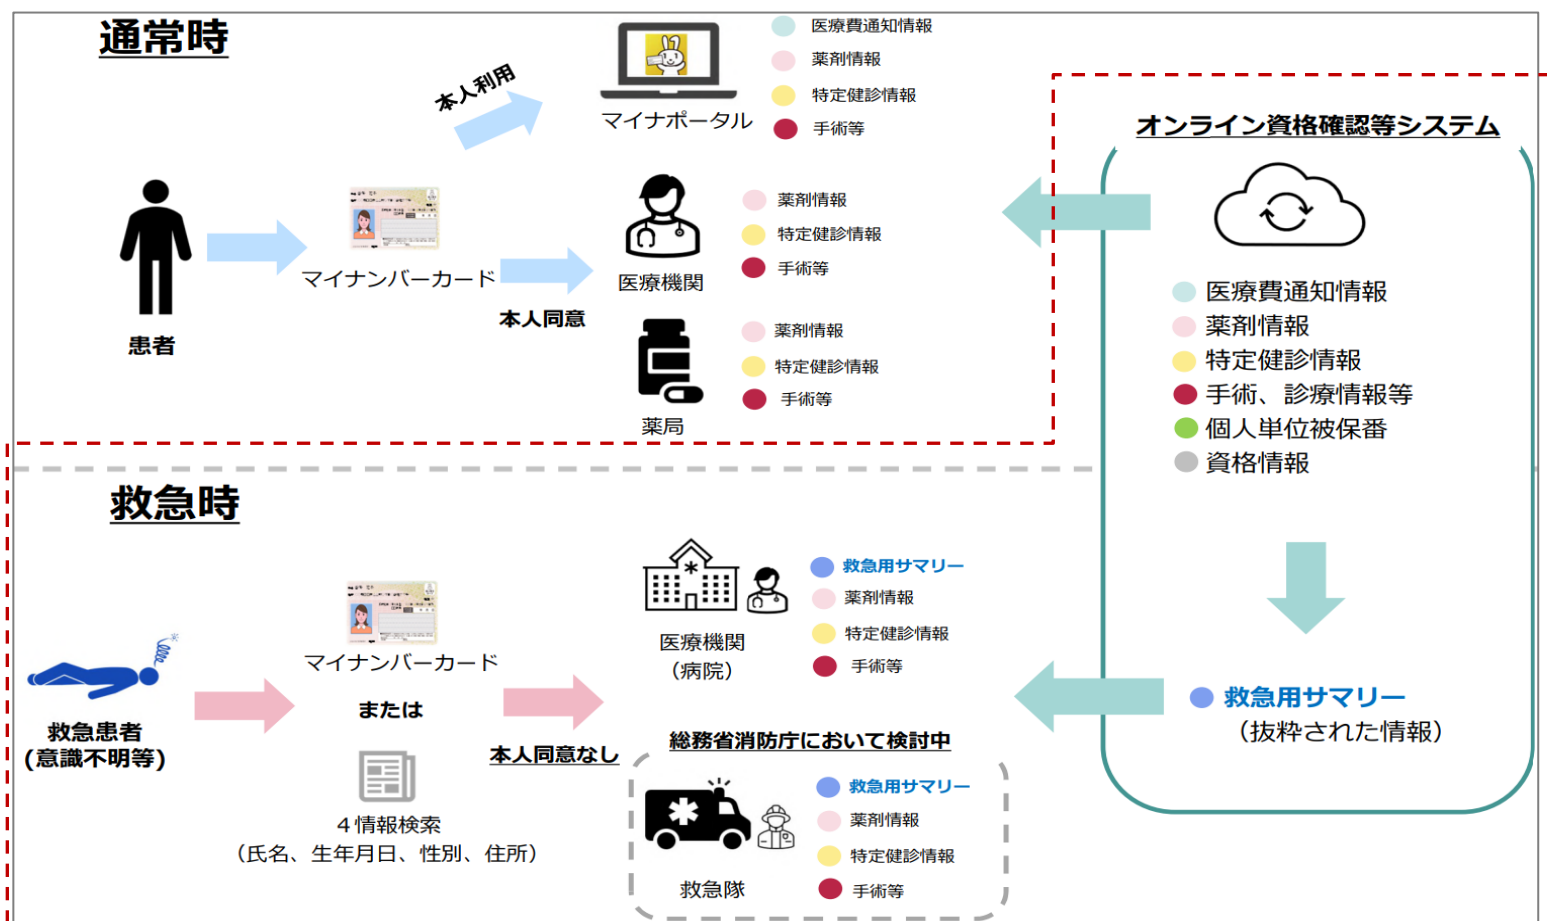 通常時
本人利用
マイナポータル
医療費通知情報
薬剤情報
特定健診情報
手術等
患者
マイナンバーカード
本人同意
医療機関
薬剤情報
特定健診情報
手術等
薬局
薬剤情報
特定健診情報
手術等
オンライン資格確認等システム
医療費通知情報
薬剤情報
特定健診情報
手術、診療情報等
個人単位被保番
資格情報
救急用サマリー
（抜粋された情報）
救急時
救急患者
(意識不明等)
マイナンバーカード
または
４情報検索
（氏名、生年月日、性別、住所）
本人同意なし
医療機関
（病院）
救急用サマリー
薬剤情報
特定健診情報
手術等
総務省消防庁において検討中
救急隊
救急用サマリー
薬剤情報
特定健診情報
手術等